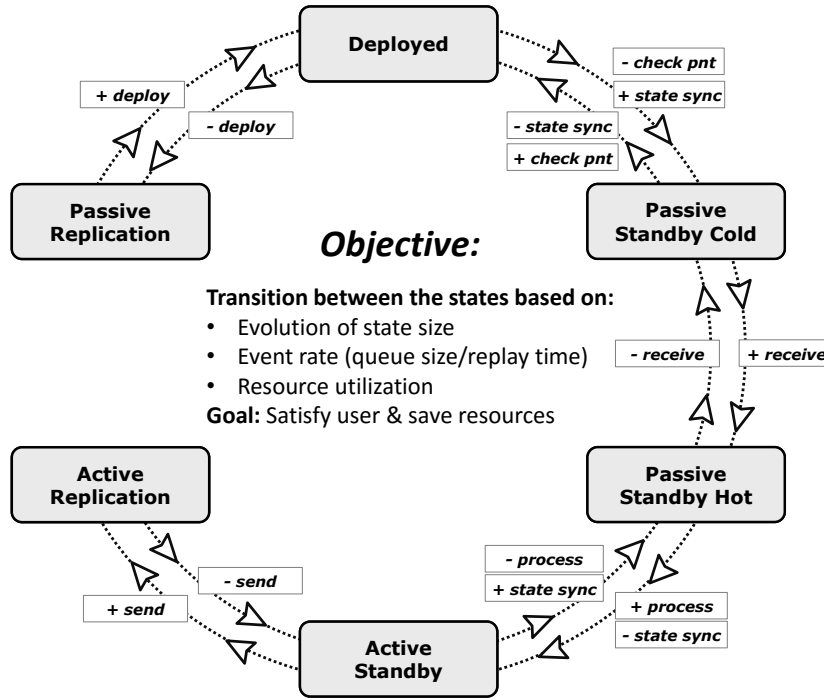 Deployed
- check pnt
+ state sync
+ deploy
- deploy
- state sync
+ check pnt
Passive
Replication
Passive
Standby Cold
Objective:
Transition between the states based on:
• Evolution of state size
• Event rate (queue size/replay time)
• Resource utilization
Goal: Satisfy user & save resources
- receive
+ receive
Active
Replication
Passive
Standby Hot
- process
+ state sync
- send
+ send
+ process
- state sync
Active
Standby